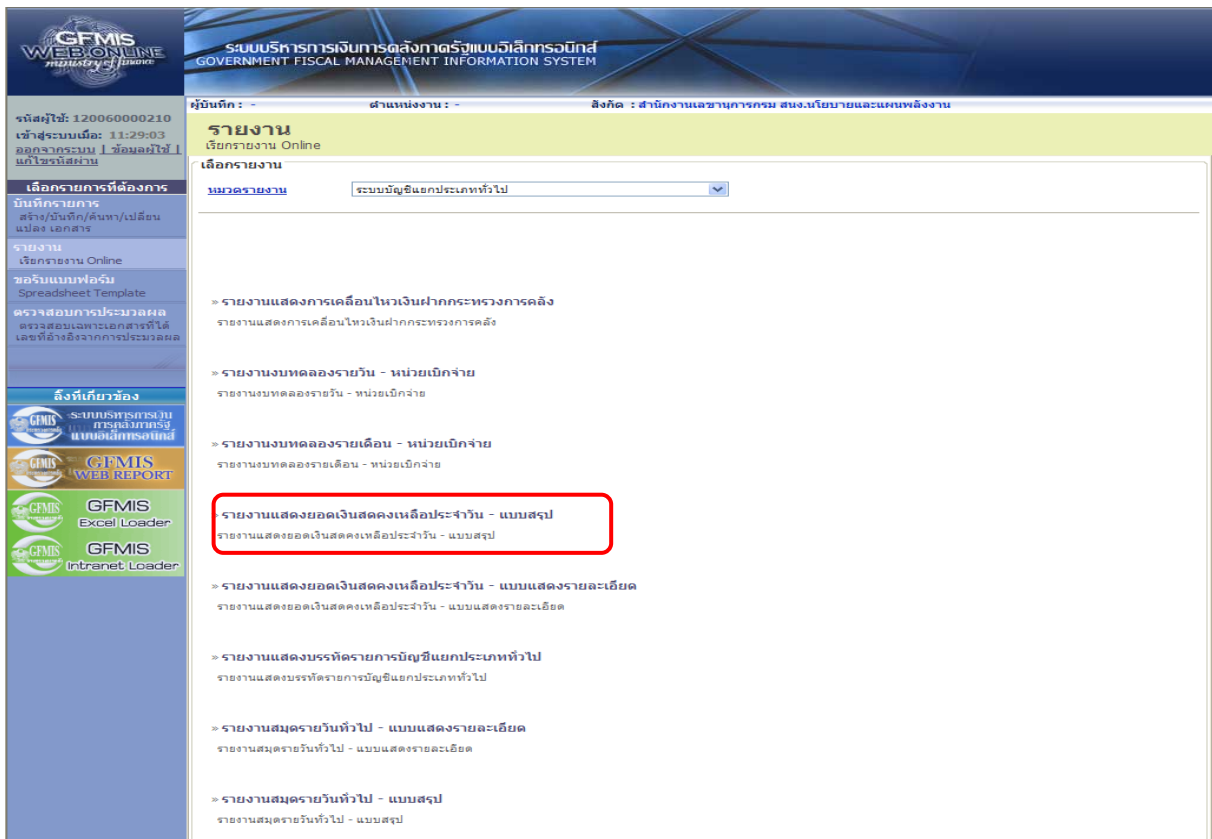 GFMIS
WEB ONLINE
ministry of finance
ระบบบริหารการเงินการคลังภาครัฐแบบอิเล็กทรอนิกส์
GOVERNMENT FISCAL MANAGEMENT INFORMATION SYSTEM
ผู้บันทึก : - ตำแหน่งงาน : - สังกัด : สำนักงานเลขานุการกรม สนง.นโยบายและแผนพลังงาน
รหัสผู้ใช้: 120060000210
เข้าสู่ระบบเมื่อ: 11:29:03
ออกจากระบบ | ข้อมูลผู้ใช้ |
แก้ไขรหัสผ่าน
เลือกรายการที่ต้องการ
บันทึกรายการ
สร้าง/บันทึก/ค้นหา/เปลี่ยน
แปลง เอกสาร
รายงาน
เรียกรายงาน Online
ขอรับแบบฟอร์ม
Spreadsheet Template
ตรวจสอบการประมวลผล
ตรวจสอบเฉพาะเอกสารที่ได้
เลขที่อ้างอิงจากการประมวลผล
ลิ้งที่เกี่ยวข้อง
GFMIS
ระบบบริหารการเงิน
การคลังภาครัฐ
แบบอิเล็กทรอนิกส์
GFMIS
GFMIS
WEB REPORT
GFMIS
GFMIS
Excel Loader
GFMIS
GFMIS
Intranet Loader
รายงาน
เรียกรายงาน Online
เลือกรายงาน
หมวดรายงาน ระบบบัญชีแยกประเภททั่วไป
» รายงานแสดงการเคลื่อนไหวเงินฝากกระทรวงการคลัง
รายงานแสดงการเคลื่อนไหวเงินฝากกระทรวงการคลัง
» รายงานงบทดลองรายวัน - หน่วยเบิกจ่าย
รายงานงบทดลองรายวัน - หน่วยเบิกจ่าย
» รายงานงบทดลองรายเดือน - หน่วยเบิกจ่าย
รายงานงบทดลองรายเดือน - หน่วยเบิกจ่าย
» รายงานแสดงยอดเงินสดคงเหลือประจำวัน - แบบสรุป
รายงานแสดงยอดเงินสดคงเหลือประจำวัน - แบบสรุป
» รายงานแสดงยอดเงินสดคงเหลือประจำวัน - แบบแสดงรายละเอียด
รายงานแสดงยอดเงินสดคงเหลือประจำวัน - แบบแสดงรายละเอียด
» รายงานแสดงบรรทัดรายการบัญชีแยกประเภททั่วไป
รายงานแสดงบรรทัดรายการบัญชีแยกประเภททั่วไป
» รายงานสมุดรายวันทั่วไป - แบบแสดงรายละเอียด
รายงานสมุดรายวันทั่วไป - แบบแสดงรายละเอียด
» รายงานสมุดรายวันทั่วไป - แบบสรุป
รายงานสมุดรายวันทั่วไป - แบบสรุป